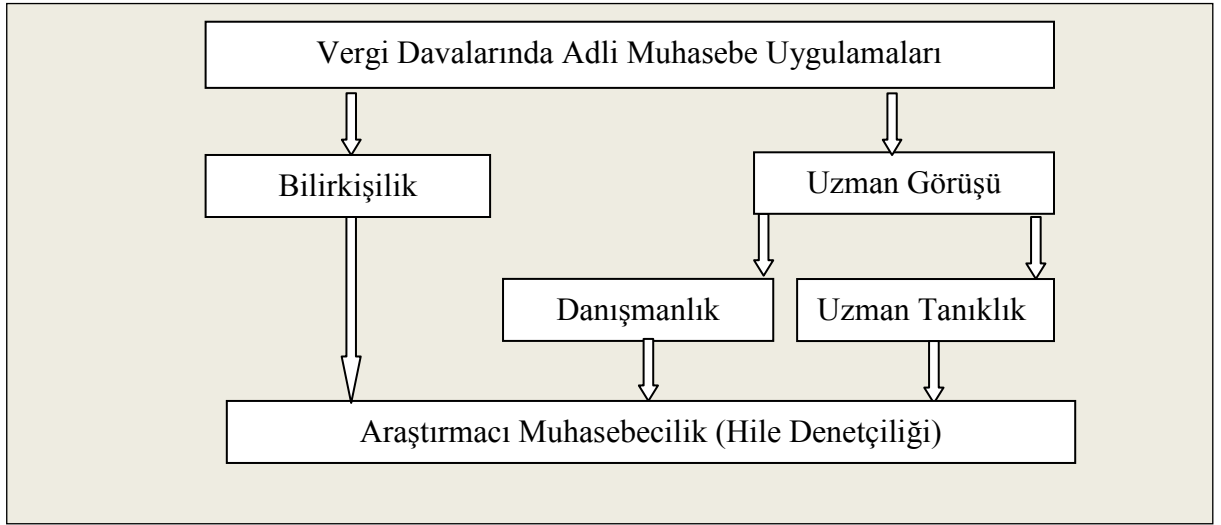 Vergi Davalarında Adli Muhasebe Uygulamaları
Bilirkişilik
Uzman Görüşü
Danışmanlık
Uzman Tanıklık
Araştırmacı Muhasebecilik (Hile Denetçiliği)